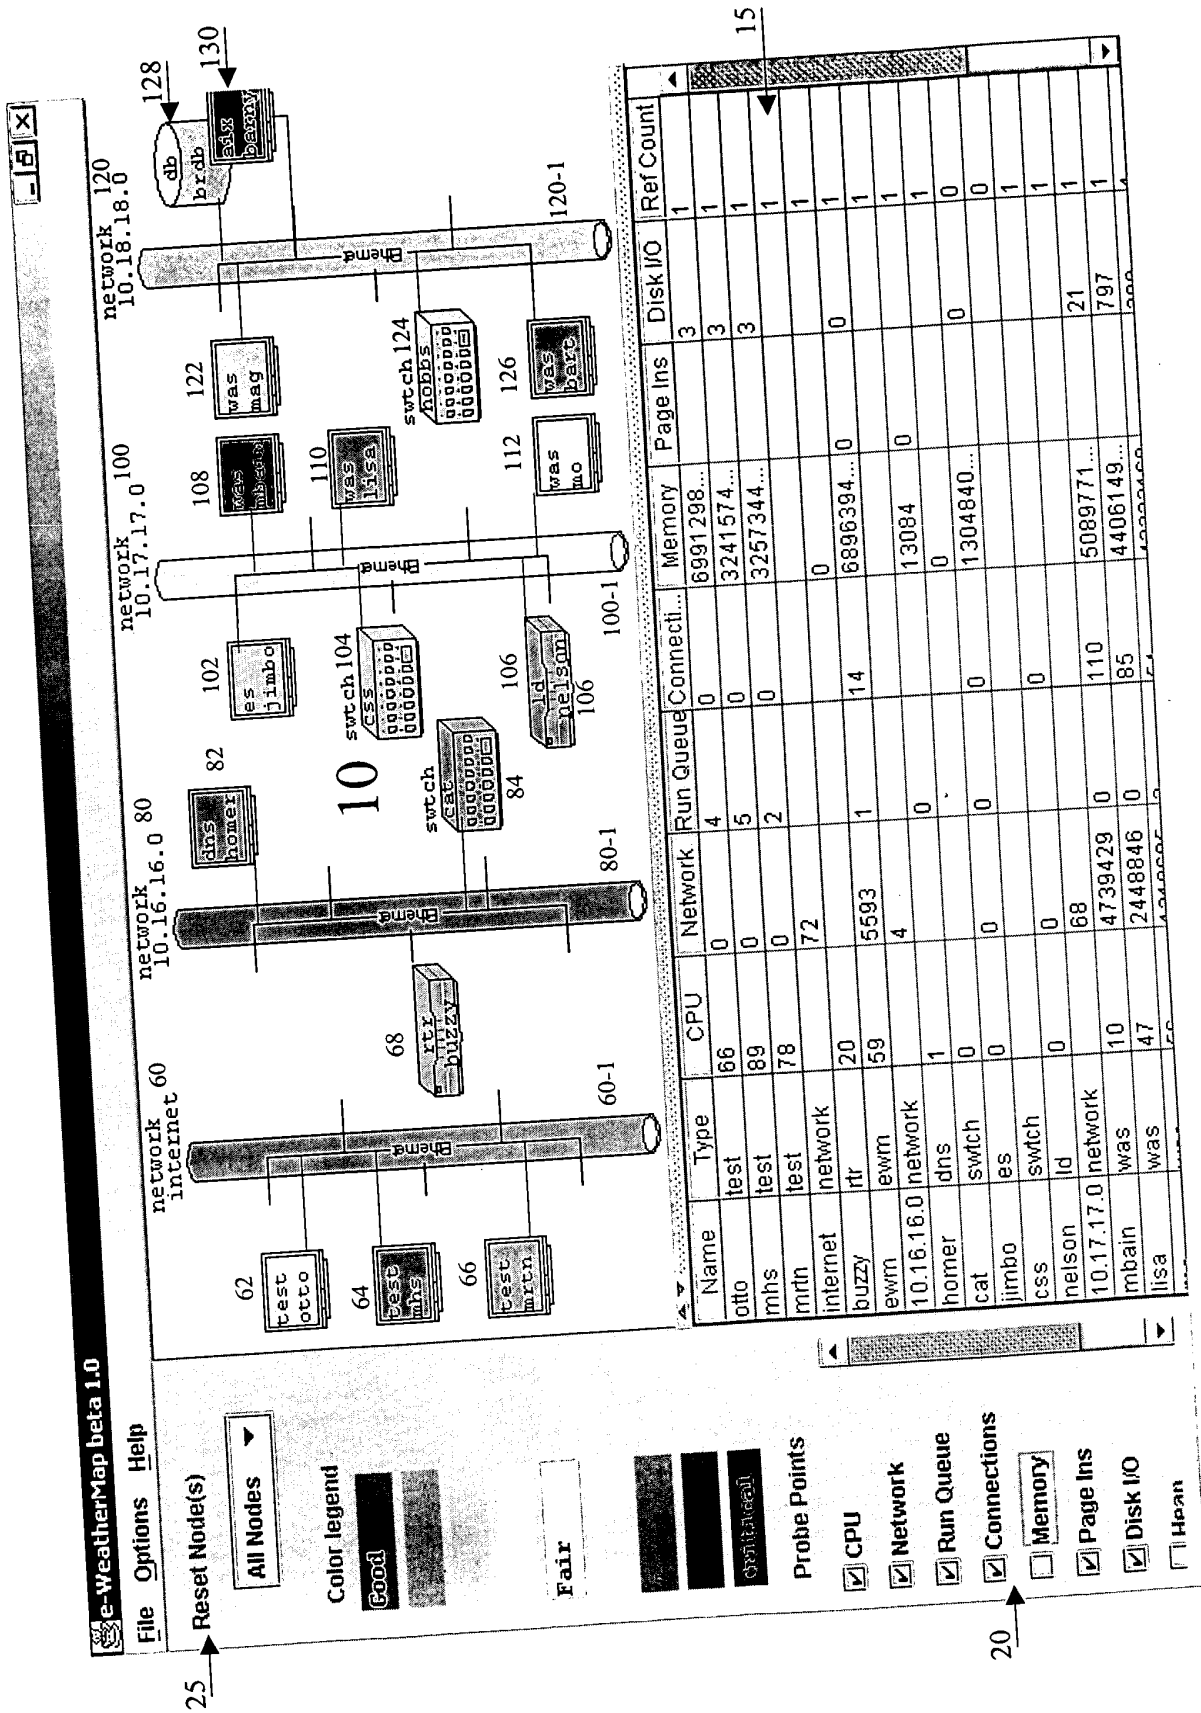 e-WeatherMap beta 1.0
File Options Help
25
Reset Node(s)
All Nodes
Color legend
Good
Fair
Critical
Probe Points
CPU
Network
Run Queue
Connections
Memory
Page Ins
Disk I/O
20
network 60
internet
62
test
otto
64
test
mhs
66
test
mrtn
60-1
68
rtr
buzzy
network
10.16.16.0 80
82
dns
homer
80-1
swtch
cat
84
10
network
10.17.17.0 100
102
es
jimbo
swtch 104
css
106
ld
nelson
106
100-1
108
was
mbain
110
was
lisa
112
was
mo
network 120
10.18.18.0
122
was
mag
swtch 124
hobbs
126
was
bart
120-1
128
db
brdb
130
aix
barny
15
Name Type CPU Network Run Queue Connecti... Memory Page Ins Disk I/O Ref Count
otto test 66 0 4 0 6991298... 3 1
mhs test 89 0 5 0 3241574... 3 1
mrtn test 78 0 2 0 3257344... 3 1
internet network 72 1
buzzy rtr 20 0 1
ewm ewm 59 5593 1 14 6896394... 0 0 1
10.16.16.0 network 4 1
homer dns 1 0 13084 0 1
cat swtch 0 0 0
jimbo es 0 0 0 0 1304840... 0 0
css swtch 1
nelson ld 0 0 0 1
10.17.17.0 network 68 1
mbain was 10 4739429 0 110 5089771... 21 1
lisa was 47 2448846 0 85 4406149... 797 1